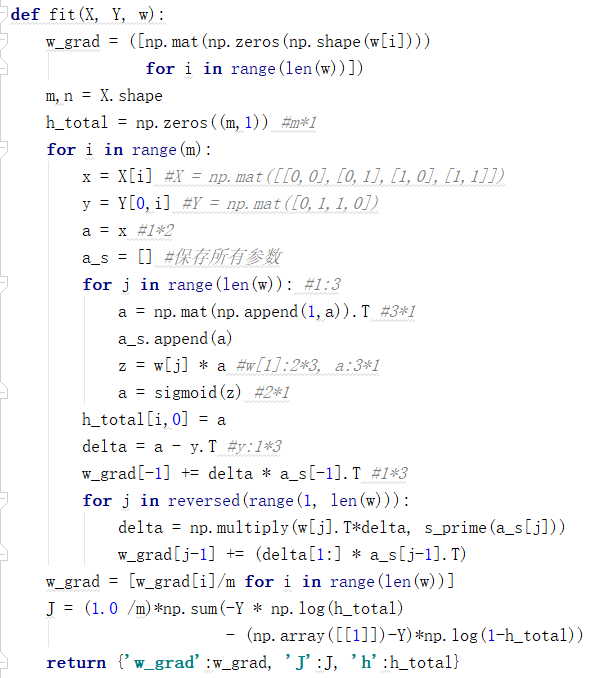 def fit(X, Y, w):
    w_grad = ([np.mat(np.zeros(np.shape(w[i])))
              for i in range(len(w))])
    m,n = X.shape
    h_total = np.zeros((m,1)) #m*1
    for i in range(m):
        x = X[i] #X = np.mat([[0,0],[0,1],[1,0],[1,1]])
        y = Y[0,i] #Y = np.mat([0,1,1,0])
        a = x #1*2
        a_s = [] #保存所有参数
        for j in range(len(w)): #1:3
            a = np.mat(np.append(1,a)).T #3*1
            a_s.append(a)
            z = w[j] * a #w[1]:2*3, a:3*1
            a = sigmoid(z) #2*1
        h_total[i,0] = a
        delta = a - y.T #y:1*3
        w_grad[-1] += delta * a_s[-1].T #1*3
        for j in reversed(range(1, len(w))):
            delta = np.multiply(w[j].T*delta, s_prime(a_s[j]))
            w_grad[j-1] += (delta[1:] * a_s[j-1].T)
    w_grad = [w_grad[i]/m for i in range(len(w))]
    J = (1.0 /m)*np.sum(-Y * np.log(h_total)
                        - (np.array([[1]])-Y)*np.log(1-h_total))
    return {'w_grad':w_grad, 'J':J, 'h':h_total}